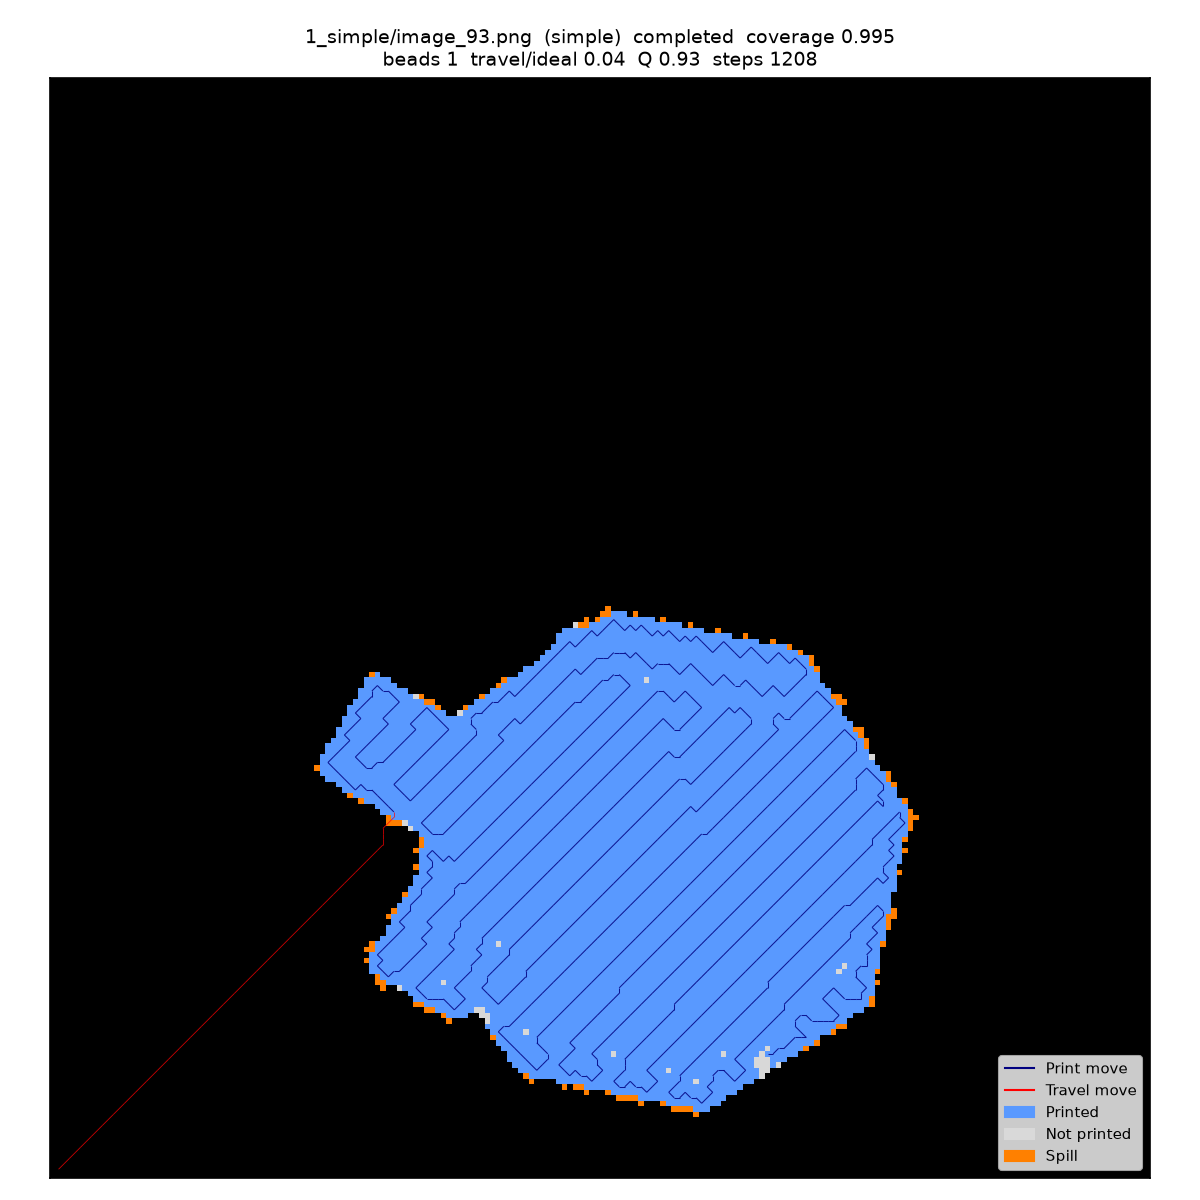 1_simple/image_93.png  (simple)  completed  coverage 0.995
beads 1  travel/ideal 0.04  Q 0.93  steps 1208
Print move
Travel move
Printed
Not printed
Spill